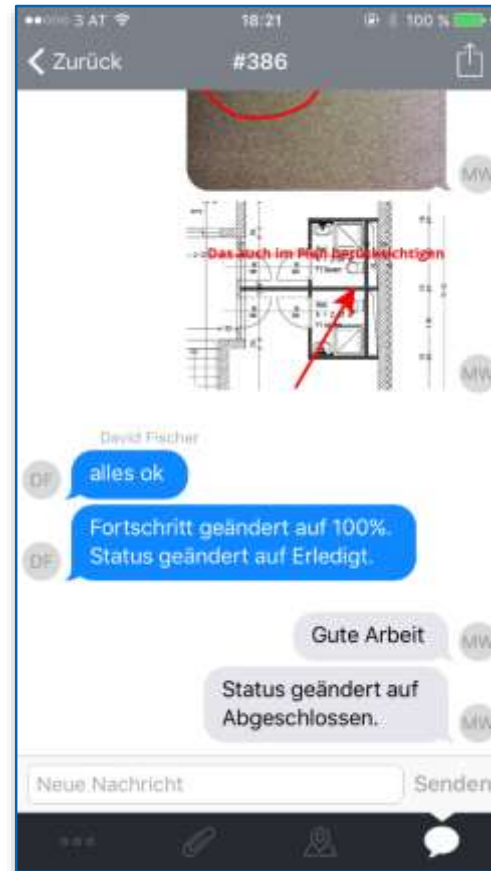 3 AT 18:21 100 %
Zurück #386
MW
Das auch im Plan berücksichtigen
MW
David Fischer
DF alles ok
Fortschritt geändert auf 100%.
DF Status geändert auf Erledigt.
Gute Arbeit MW
Status geändert auf
Abgeschlossen. MW
Neue Nachricht Senden